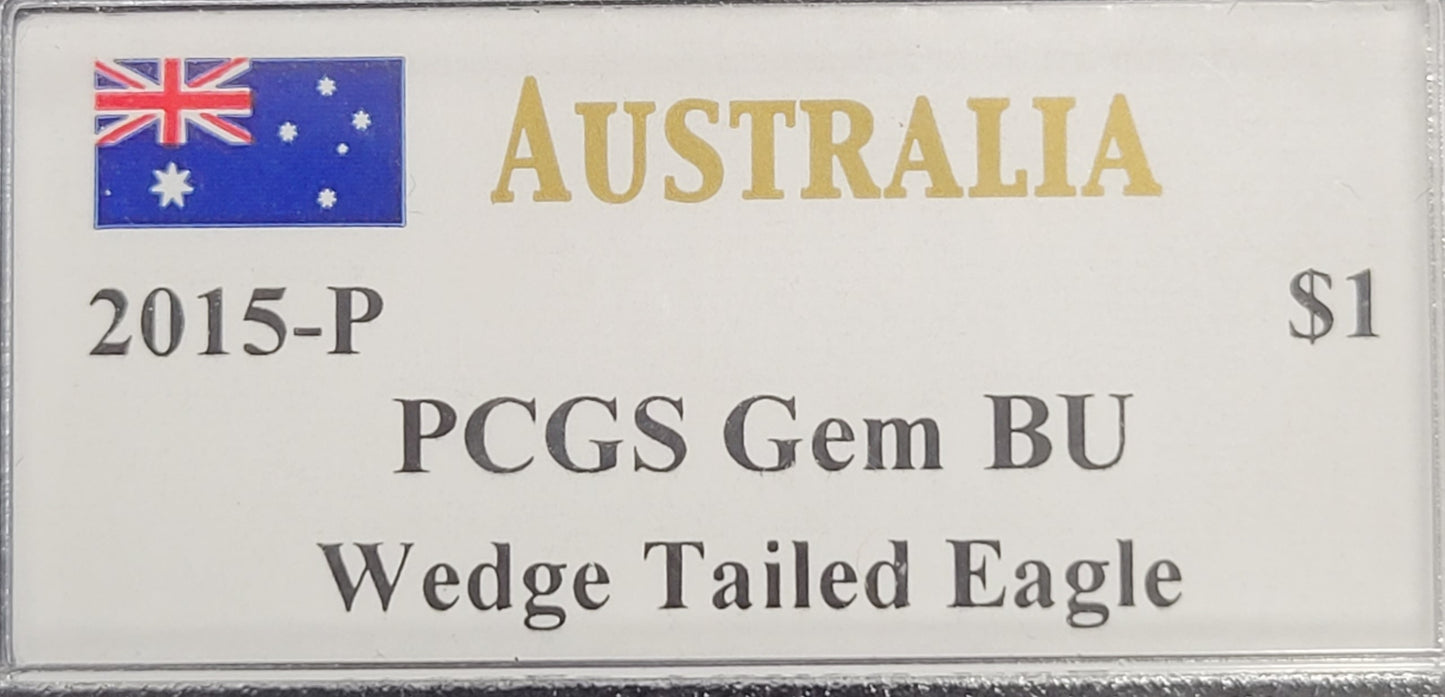 AUSTRALIA
2015-P $1
PCGS Gem BU
Wedge Tailed Eagle